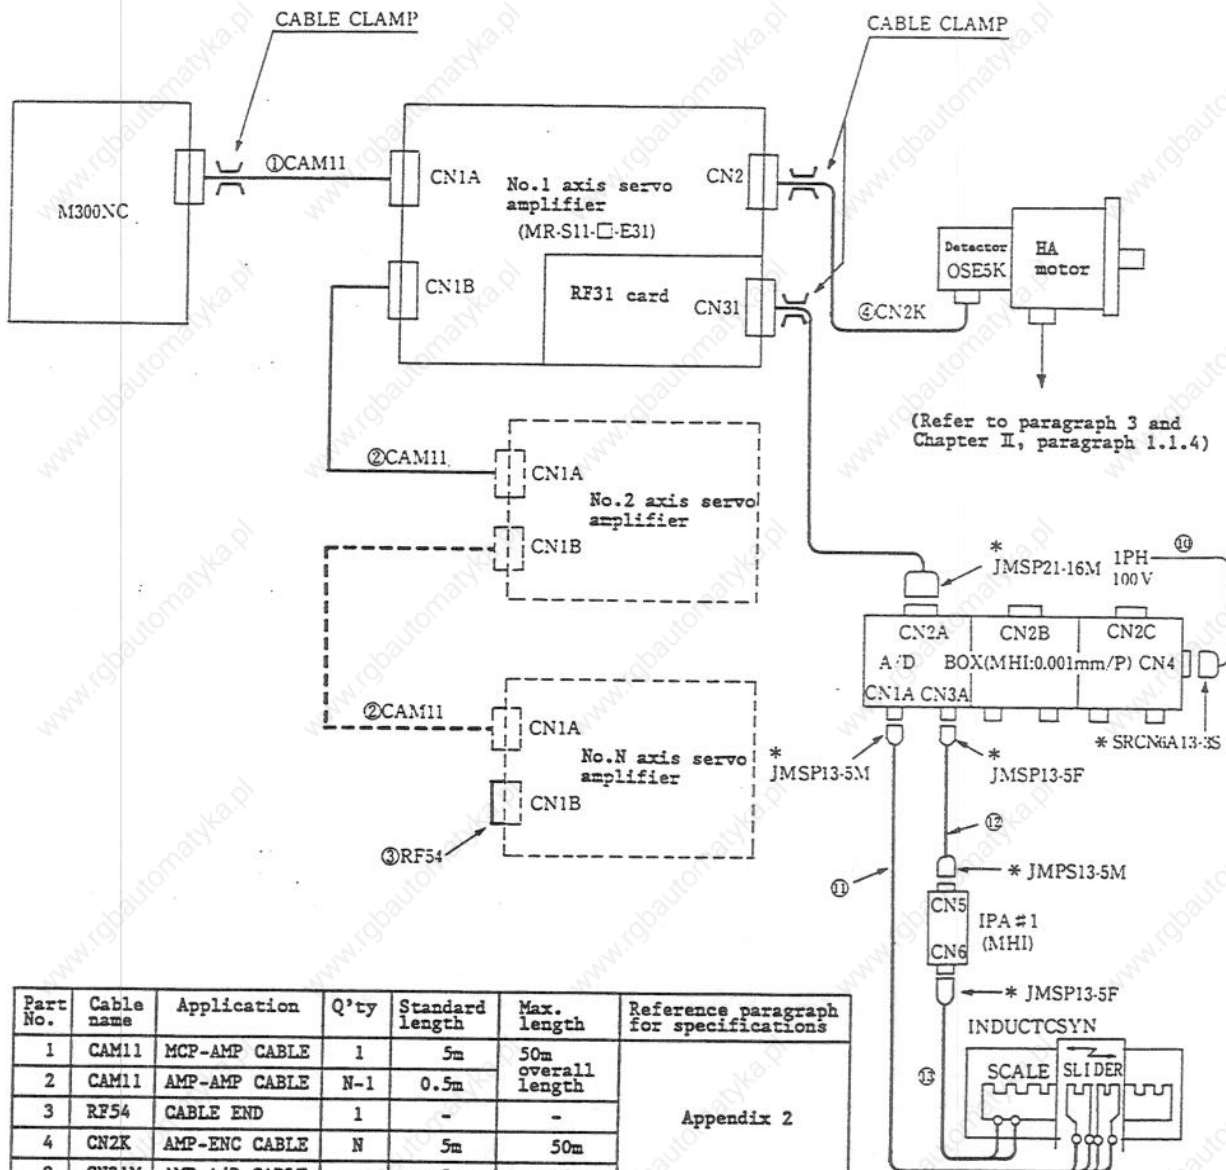 CABLE CLAMP
CABLE CLAMP
①CAM11
M300NC
CN1A
No.1 axis servo
amplifier
(MR-S11-□-E31)
CN2
CN1B
RF31 card
CN31
Detector
OSE5K
HA
motor
④CN2K
(Refer to paragraph 3 and
Chapter II, paragraph 1.1.4)
②CAM11
CN1A
No.2 axis servo
amplifier
CN1B
* JMSP21-16M
1PH
100V
⑩
CN2A CN2B CN2C
A/D BOX(MHI:0.001mm/P) CN4
CN1A CN3A
②CAM11
CN1A
No.N axis servo
amplifier
CN1B
③RF54
* JMSP13-5M
* JMSP13-5F
* SRCN6A13-3S
⑫
⑪
* JMPS13-5M
CN5
IPA #1
(MHI)
CN6
* JMSP13-5F
INDUCTCSYN
SCALE SLIDER
⑬
Part No. Cable name Application Q'ty Standard length Max. length Reference paragraph for specifications
1 CAM11 MCP-AMP CABLE 1 5m 50m overall length
2 CAM11 AMP-AMP CABLE N-1 0.5m
3 RF54 CABLE END 1 - -
Appendix 2
4 CN2K AMP-ENC CABLE N 5m 50m
www.rgbautomatyka.pl